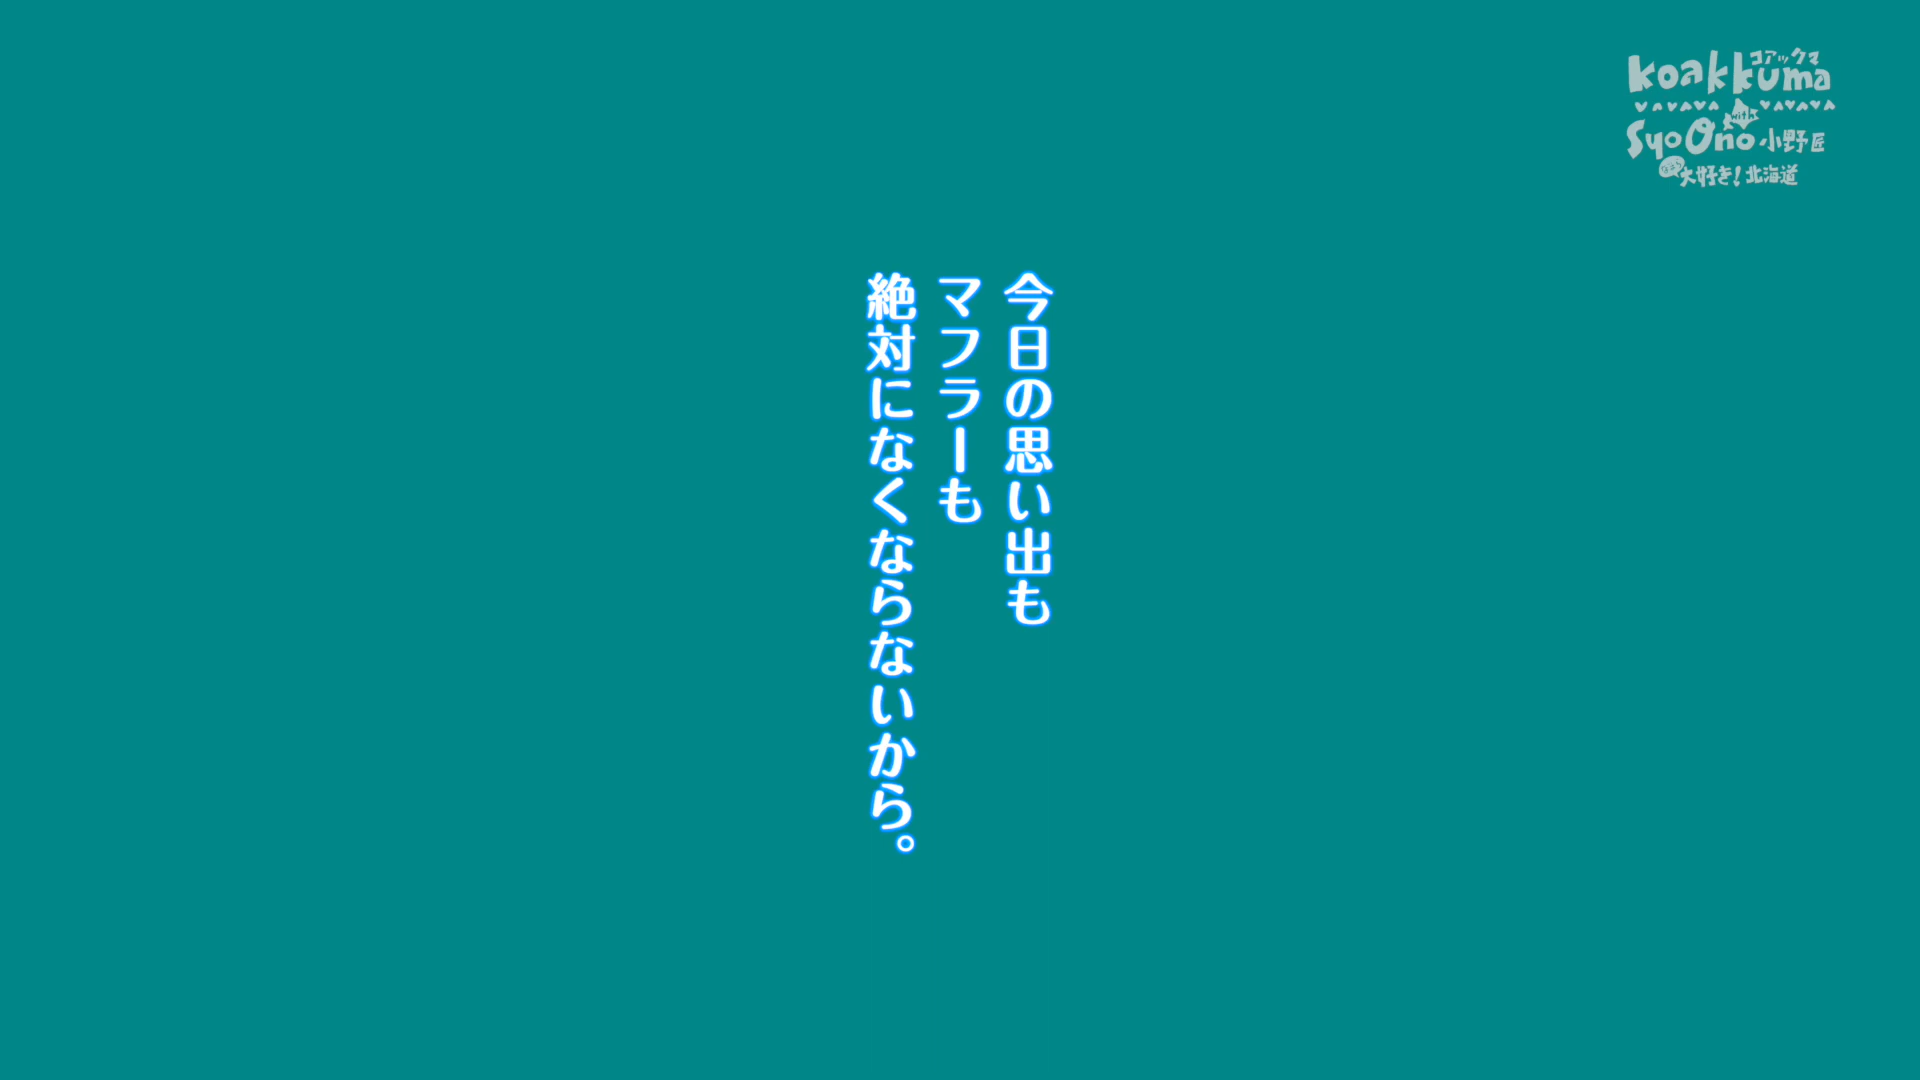 今日の思い出も
マフラーも
絶対になくならないから。
コアックマ
koakkuma
with
Syo Ono 小野匠
大好き!北海道